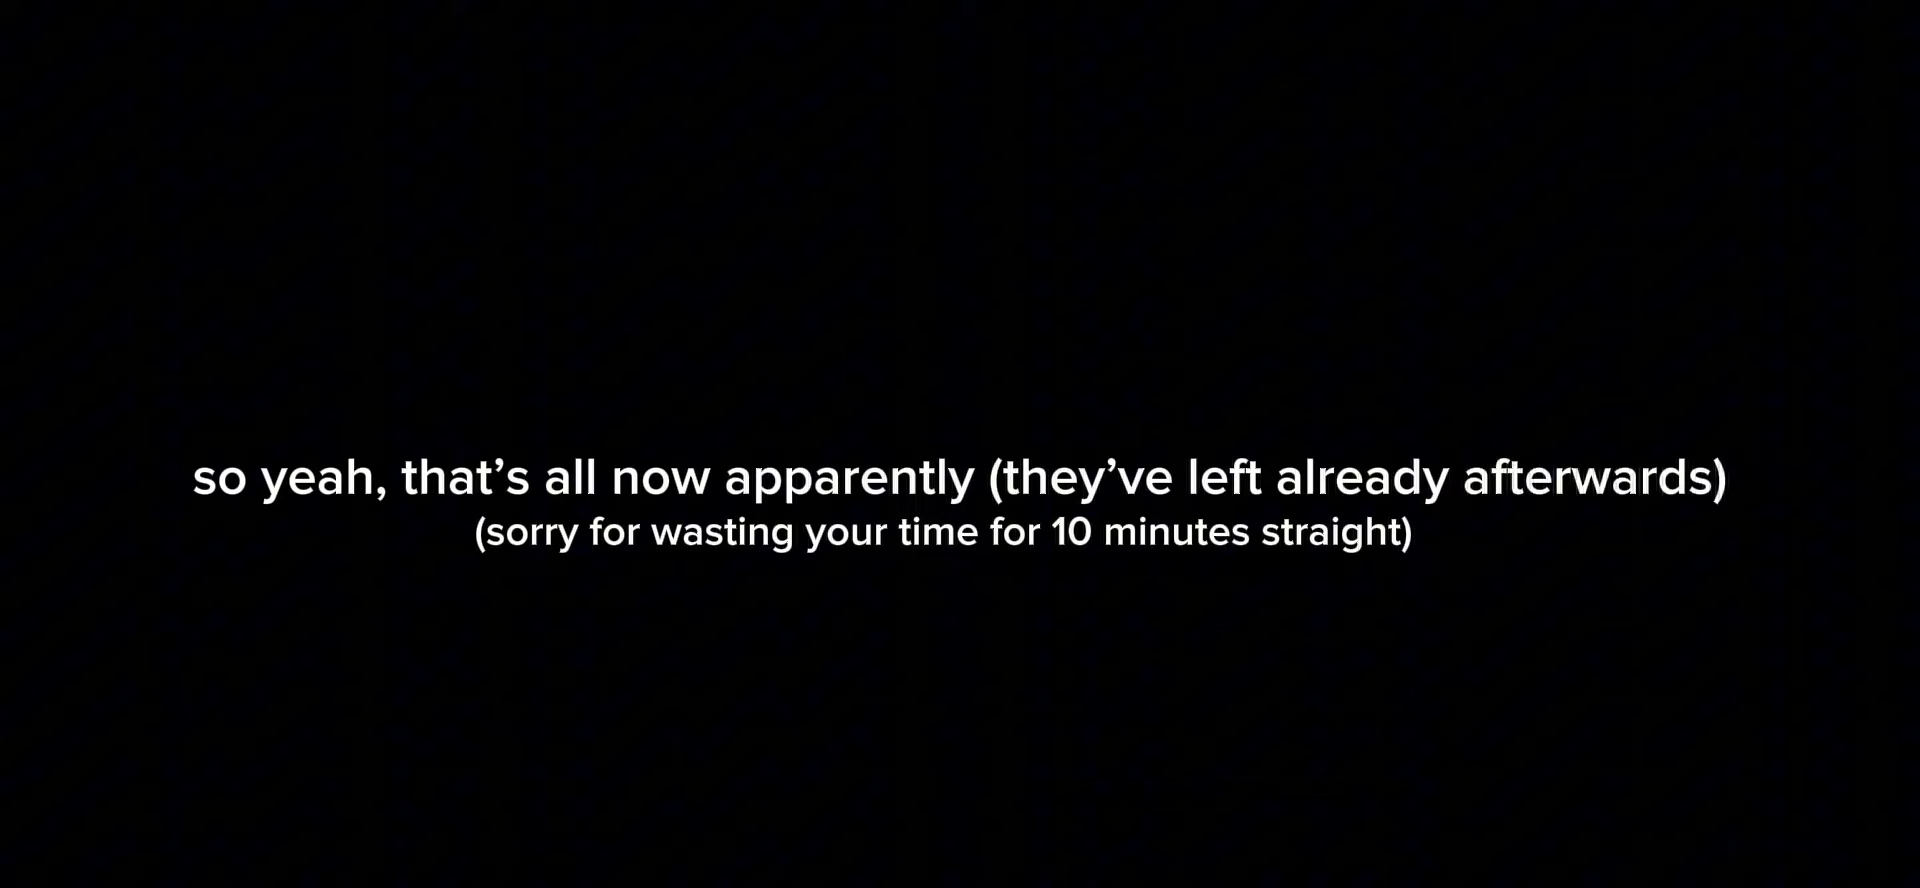 so yeah, that’s all now apparently (they’ve left already afterwards)
(sorry for wasting your time for 10 minutes straight)